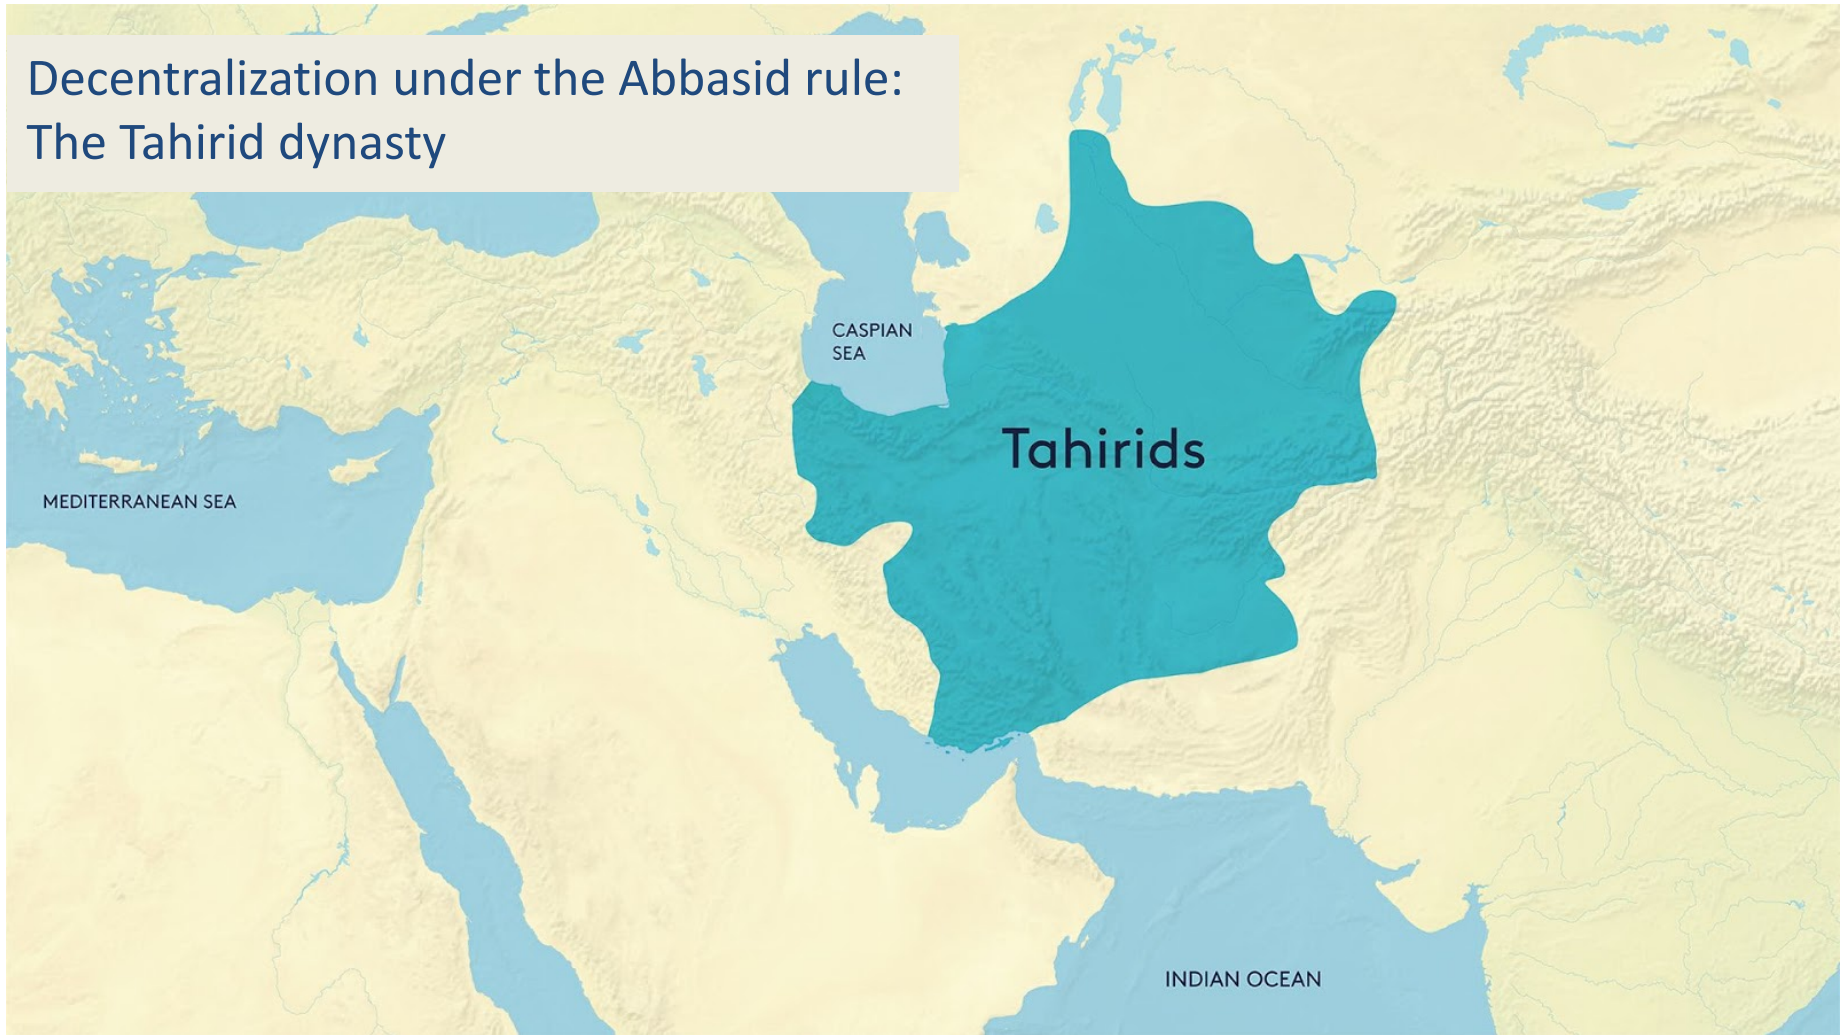 Decentralization under the Abbasid rule:
The Tahirid dynasty
CASPIAN
SEA
Tahirids
MEDITERRANEAN SEA
INDIAN OCEAN